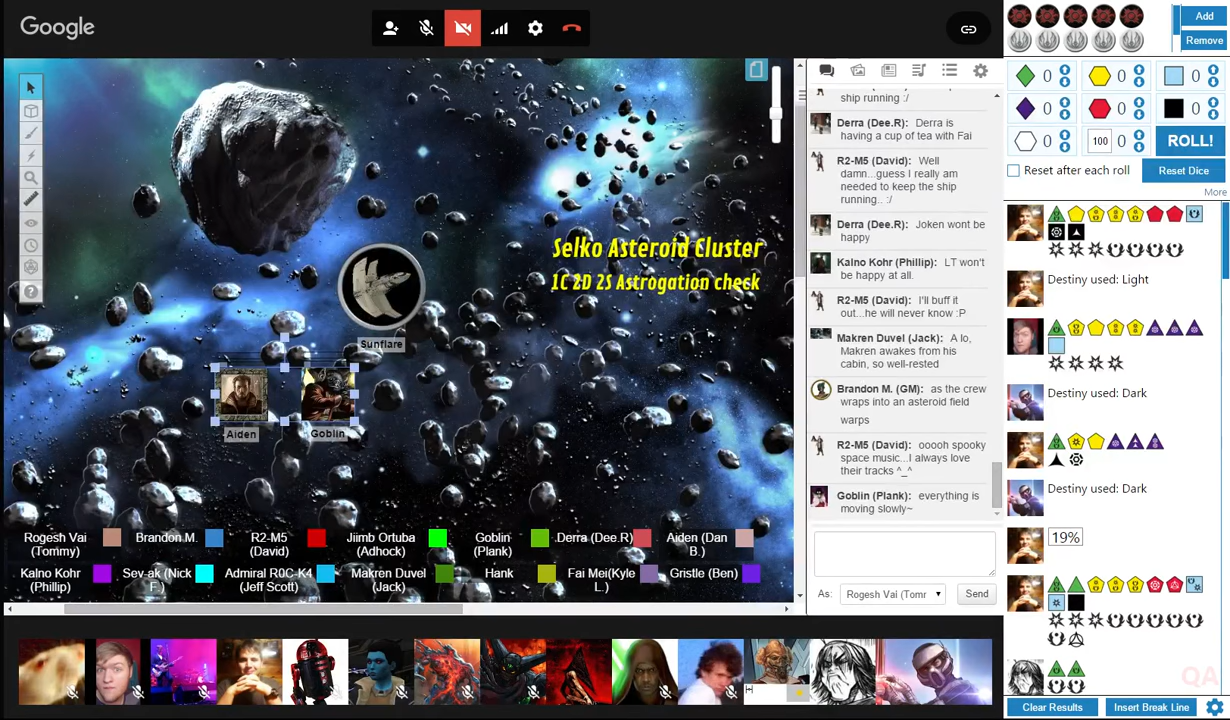 Google
Selko Asteroid Cluster
1C 2D 2S Astrogation check
Sunflare
Aiden
Goblin
Rogesh Vai (Tommy)
Brandon M.
R2-M5 (David)
Jiimb Ortuba (Adhock)
Goblin (Plank)
Derra (Dee.R)
Aiden (Dan B.)
Kalno Kohr (Phillip)
Sev-ak (Nick F.)
Admiral R0C-K4 (Jeff Scott)
Makren Duvel (Jack)
Hank
Fai Mei(Kyle L.)
Gristle (Ben)
ship running :/
Derra (Dee.R): Derra is
having a cup of tea with Fai
R2-M5 (David): Well
damn...guess I really am
needed to keep the ship
running.. :/
Derra (Dee.R): Joken wont be
happy
Kalno Kohr (Phillip): LT won't
be happy at all.
R2-M5 (David): I'll buff it
out...he will never know :P
Makren Duvel (Jack): A lo,
Makren awakes from his
cabin, so well-rested
Brandon M. (GM): as the crew
wraps into an asteroid field
warps
R2-M5 (David): ooooh spooky
space music...I always love
their tracks ^_^
Goblin (Plank): everything is
moving slowly~
As: Rogesh Vai (Tomr
Send
Add
Remove
0 0 0
0 0 0
0 100 0 ROLL!
Reset after each roll
Reset Dice
More
Destiny used: Light
Destiny used: Dark
Destiny used: Dark
19%
QA
Clear Results
Insert Break Line